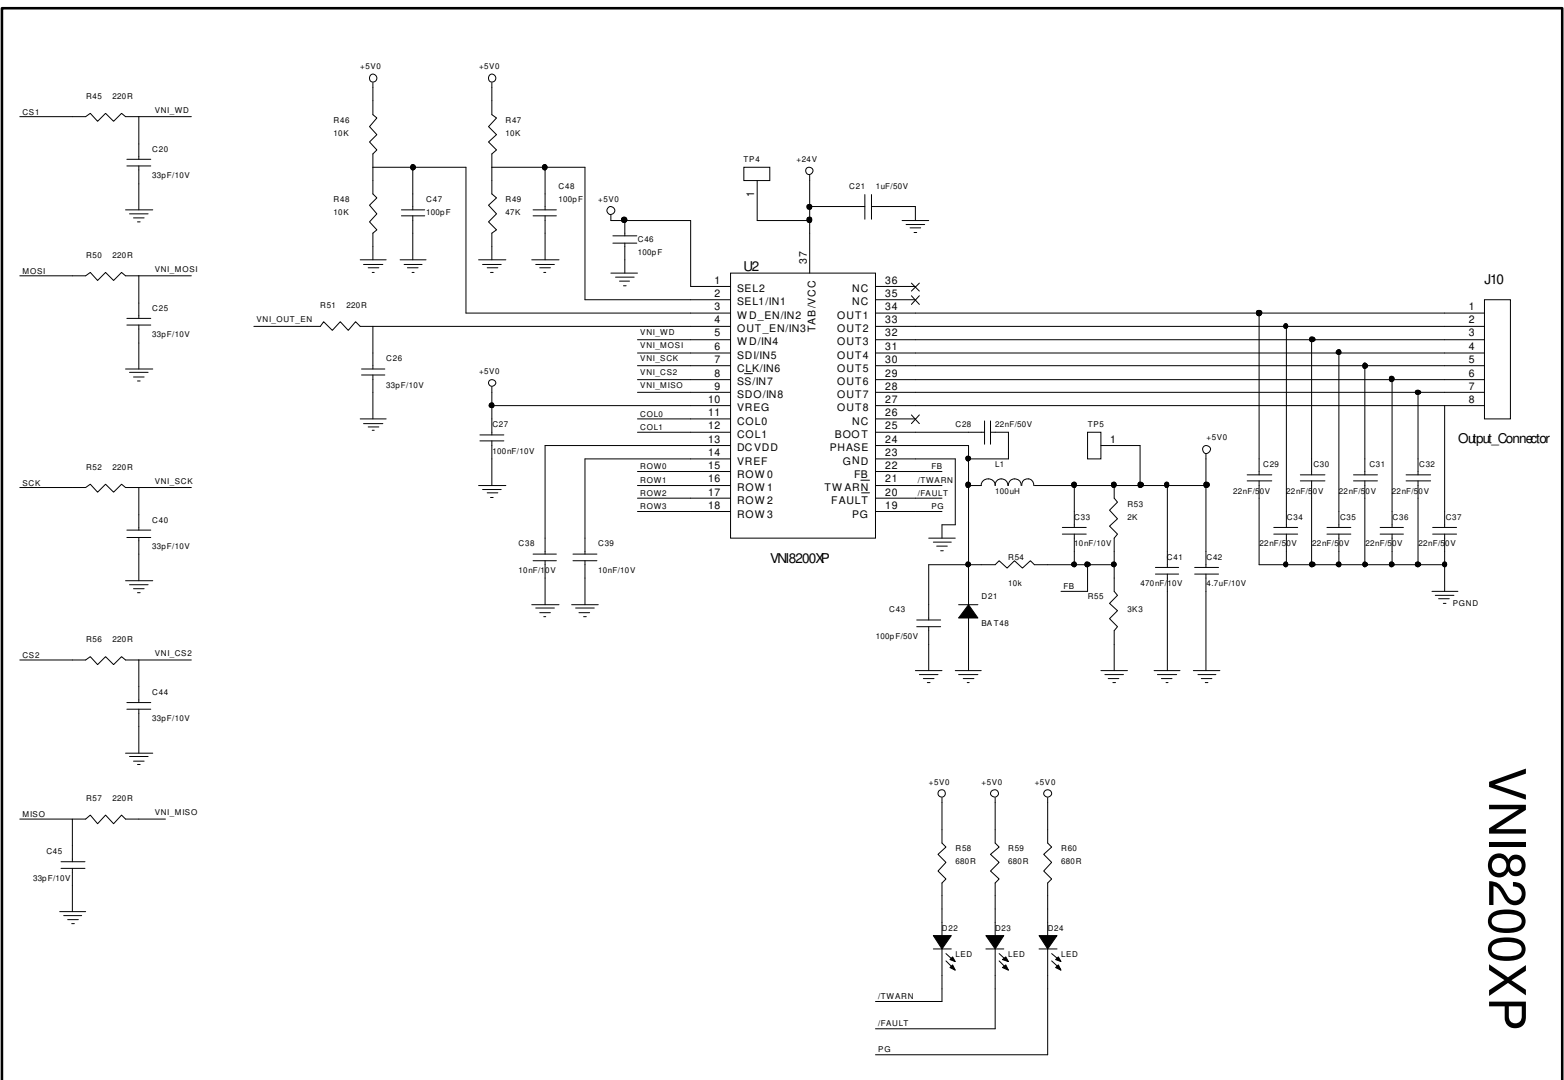 CS1
R45 220R
VNI_WD
C20
33pF/10V
MOSI
R50 220R
VNI_MOSI
C25
33pF/10V
SCK
R52 220R
VNI_SCK
C40
33pF/10V
CS2
R56 220R
VNI_CS2
C44
33pF/10V
MISO
R57 220R
VNI_MISO
C45
33pF/10V
+5V0
R46
10K
R48
10K
C47
100pF
+5V0
R47
10K
R49
47K
C48
100pF
+5V0
C46
100pF
VNI_OUT_EN
R51 220R
C26
33pF/10V
+5V0
C27
100nF/10V
C38
10nF/10V
C39
10nF/10V
TP4
1
+24V
C21 1uF/50V
37
TAB/VCC
U2
1 SEL2
2 SEL1/IN1
3 WD_EN/IN2
4 OUT_EN/IN3
VNI_WD 5 WD/IN4
VNI_MOSI 6 SDI/IN5
VNI_SCK 7 CLK/IN6
VNI_CS2 8 SS/IN7
VNI_MISO 9 SDO/IN8
10 VREG
COL0 11 COL0
COL1 12 COL1
13 DCVDD
14 VREF
ROW0 15 ROW0
ROW1 16 ROW1
ROW2 17 ROW2
ROW3 18 ROW3
NC 36
NC 35
OUT1 34
OUT2 33
OUT3 32
OUT4 31
OUT5 30
OUT6 29
OUT7 28
OUT8 27
NC 26
BOOT 25
PHASE 24
GND 23
FB 22 FB
TWARN 21 /TWARN
FAULT 20 /FAULT
PG 19 PG
VNI8200XP
C28 22nF/50V
L1
100uH
TP5
1
+5V0
C33
10nF/10V
R53
2K
R54
10k
FB
R55
3K3
C41
470nF/10V
C42
4.7uF/10V
C43
100pF/50V
D21
BAT48
C29
22nF/50V
C30
22nF/50V
C31
22nF/50V
C32
22nF/50V
C34
22nF/50V
C35
22nF/50V
C36
22nF/50V
C37
22nF/50V
PGND
J10
1
2
3
4
5
6
7
8
Output_Connector
+5V0
+5V0
+5V0
R58
680R
R59
680R
R60
680R
D22
LED
D23
LED
D24
LED
/TWARN
/FAULT
PG
VNI8200XP